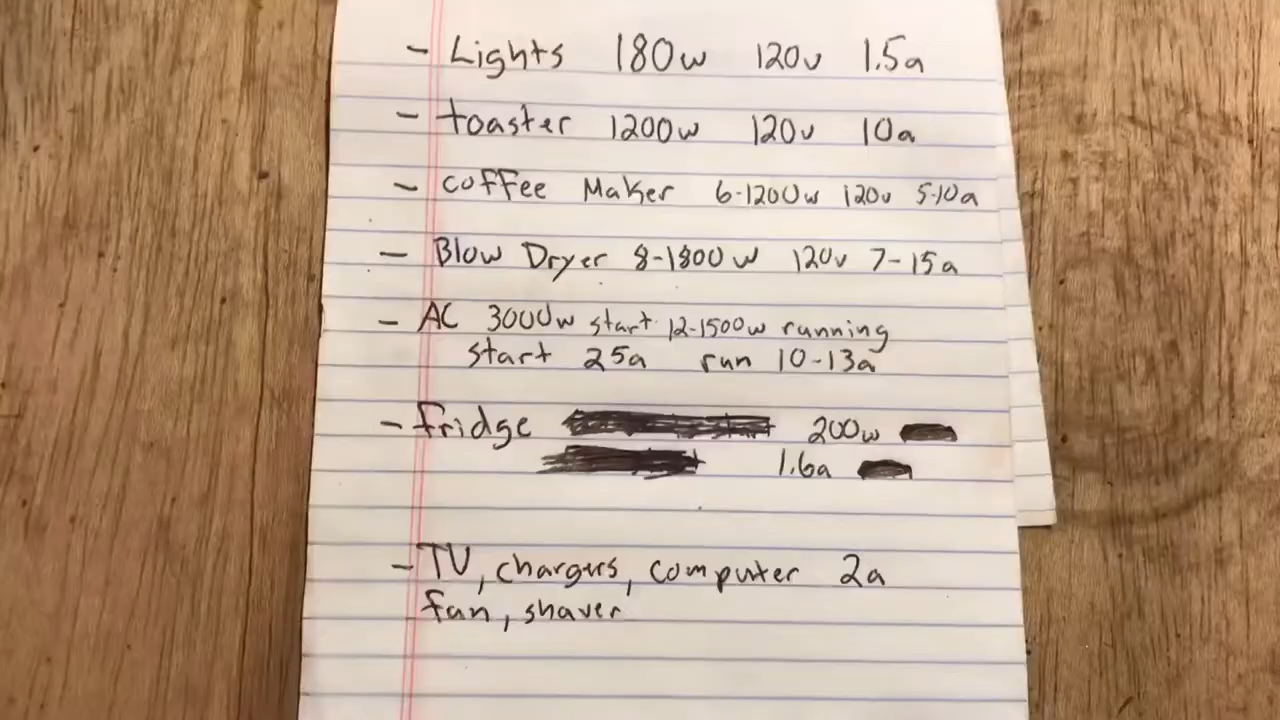 - Lights 180w 120v 1.5a
- toaster 1200w 120v 10a
- coffee Maker 6-1200w 120v 5-10a
- Blow Dryer 8-1800w 120v 7-15a
- AC 3000w start 12-1500w running
start 25a run 10-13a
- fridge 200w
1.6a
- TV, chargers, computer 2a
fan, shaver